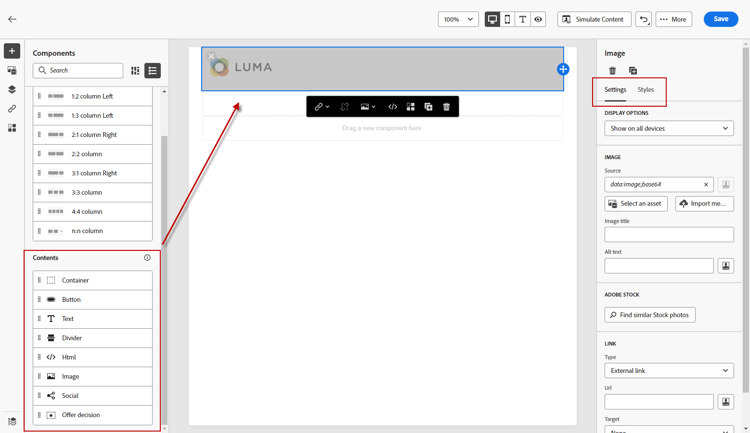 100%
T
Simulate Content
More
Save
Components
Search
1:2 column Left
1:3 column Left
2:1 column Right
2:2 column
3:1 column Right
3:3 column
4:4 column
n:n column
Contents
Container
Button
Text
Divider
Html
Image
Social
Offer decision
LUMA
Drag a new component here
Image
Settings Styles
DISPLAY OPTIONS
Show on all devices
IMAGE
Source
data:image;base64
Select an asset Import me...
Image title
Alt text
ADOBE STOCK
Find similar Stock photos
LINK
Type
External link
Url
Target
None